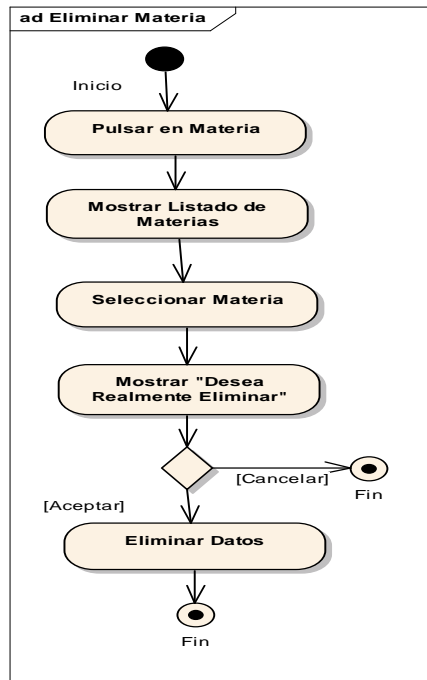 ad Eliminar Materia
Inicio
Pulsar en Materia
Mostrar Listado de
Materias
Seleccionar Materia
Mostrar "Desea
Realmente Eliminar"
[Cancelar]
Fin
[Aceptar]
Eliminar Datos
Fin